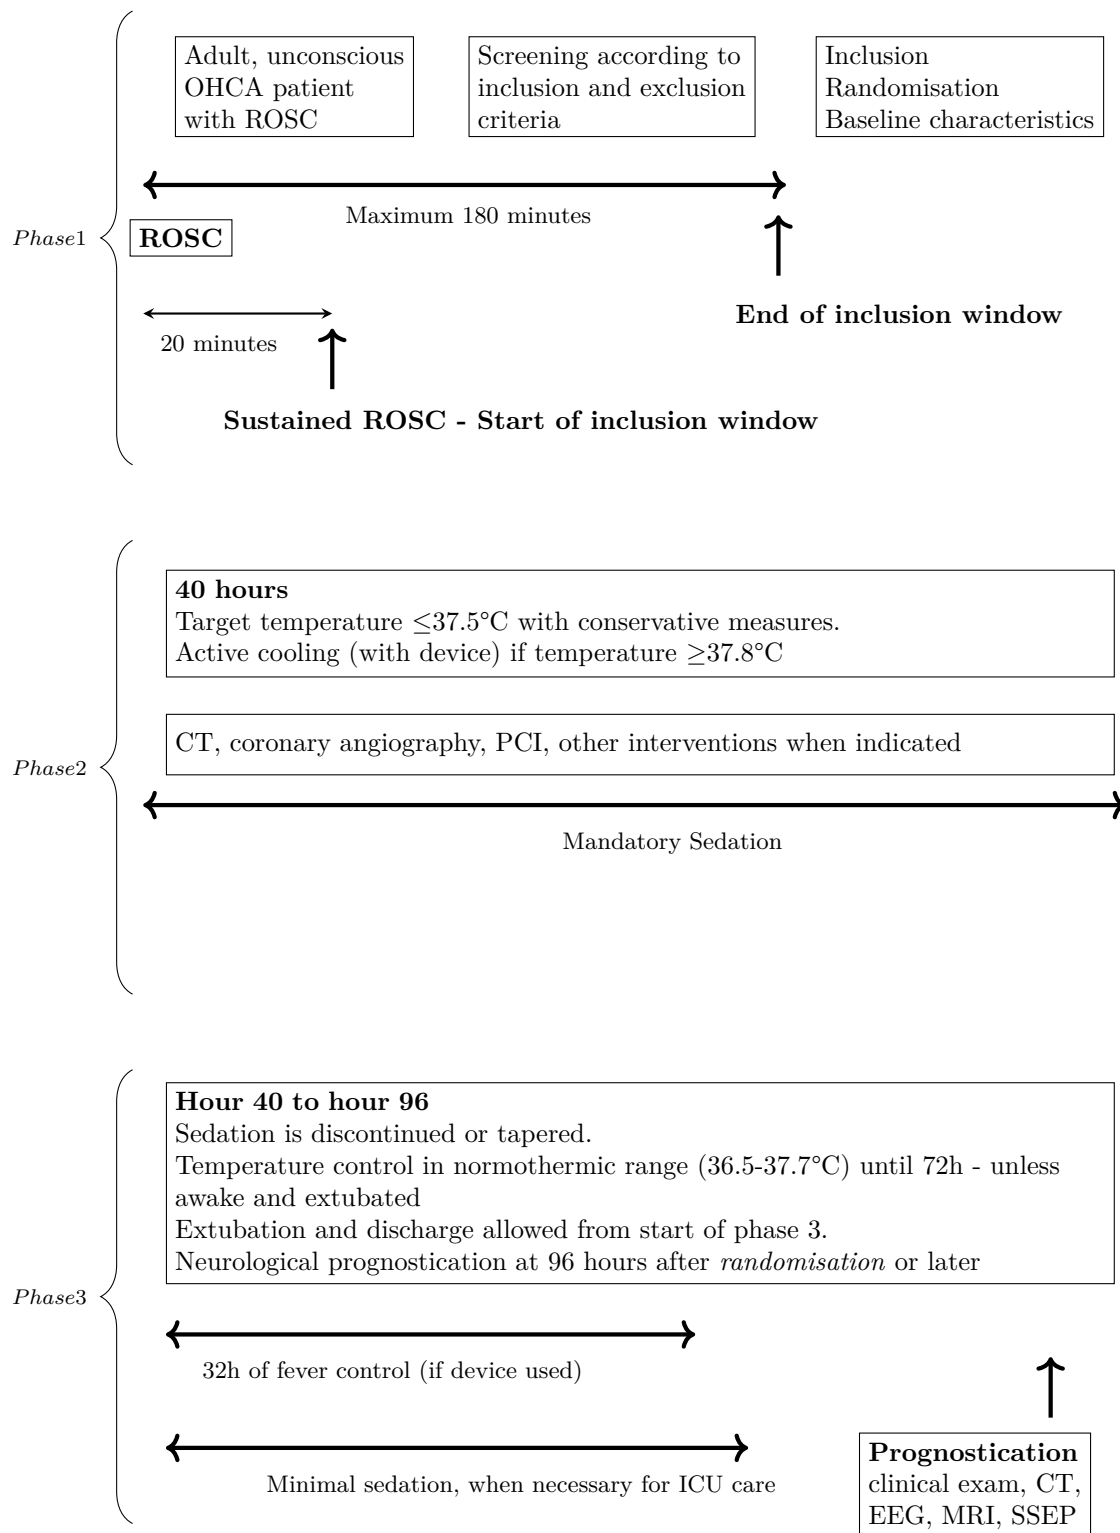 Adult, unconscious
OHCA patient
with ROSC
Screening according to
inclusion and exclusion
criteria
Inclusion
Randomisation
Baseline characteristics
Maximum 180 minutes
Phase1
ROSC
20 minutes
End of inclusion window
Sustained ROSC - Start of inclusion window
40 hours
Target temperature ≤37.5°C with conservative measures.
Active cooling (with device) if temperature ≥37.8°C
CT, coronary angiography, PCI, other interventions when indicated
Phase2
Mandatory Sedation
Hour 40 to hour 96
Sedation is discontinued or tapered.
Temperature control in normothermic range (36.5-37.7°C) until 72h - unless
awake and extubated
Extubation and discharge allowed from start of phase 3.
Neurological prognostication at 96 hours after randomisation or later
Phase3
32h of fever control (if device used)
Minimal sedation, when necessary for ICU care
Prognostication
clinical exam, CT,
EEG, MRI, SSEP